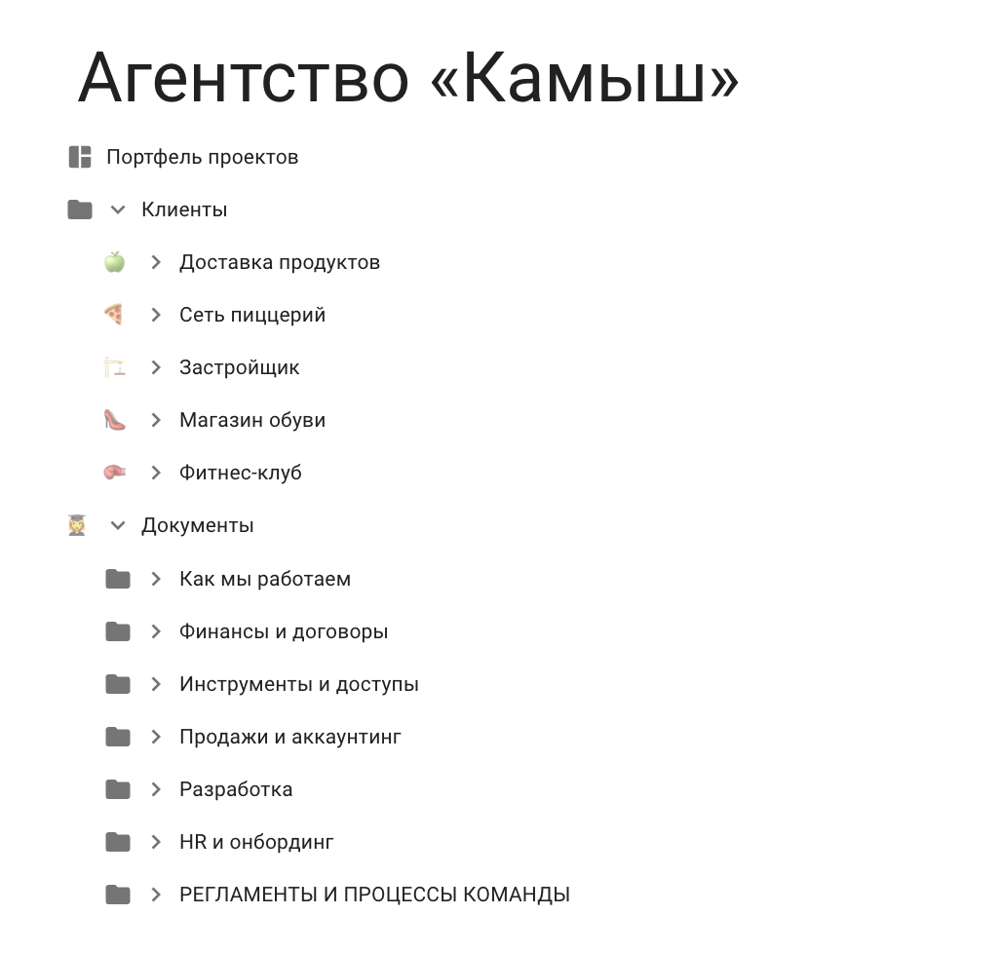 Агентство «Камыш»
Портфель проектов
Клиенты
Доставка продуктов
Сеть пиццерий
Застройщик
Магазин обуви
Фитнес-клуб
Документы
Как мы работаем
Финансы и договоры
Инструменты и доступы
Продажи и аккаунтинг
Разработка
HR и онбординг
РЕГЛАМЕНТЫ И ПРОЦЕССЫ КОМАНДЫ